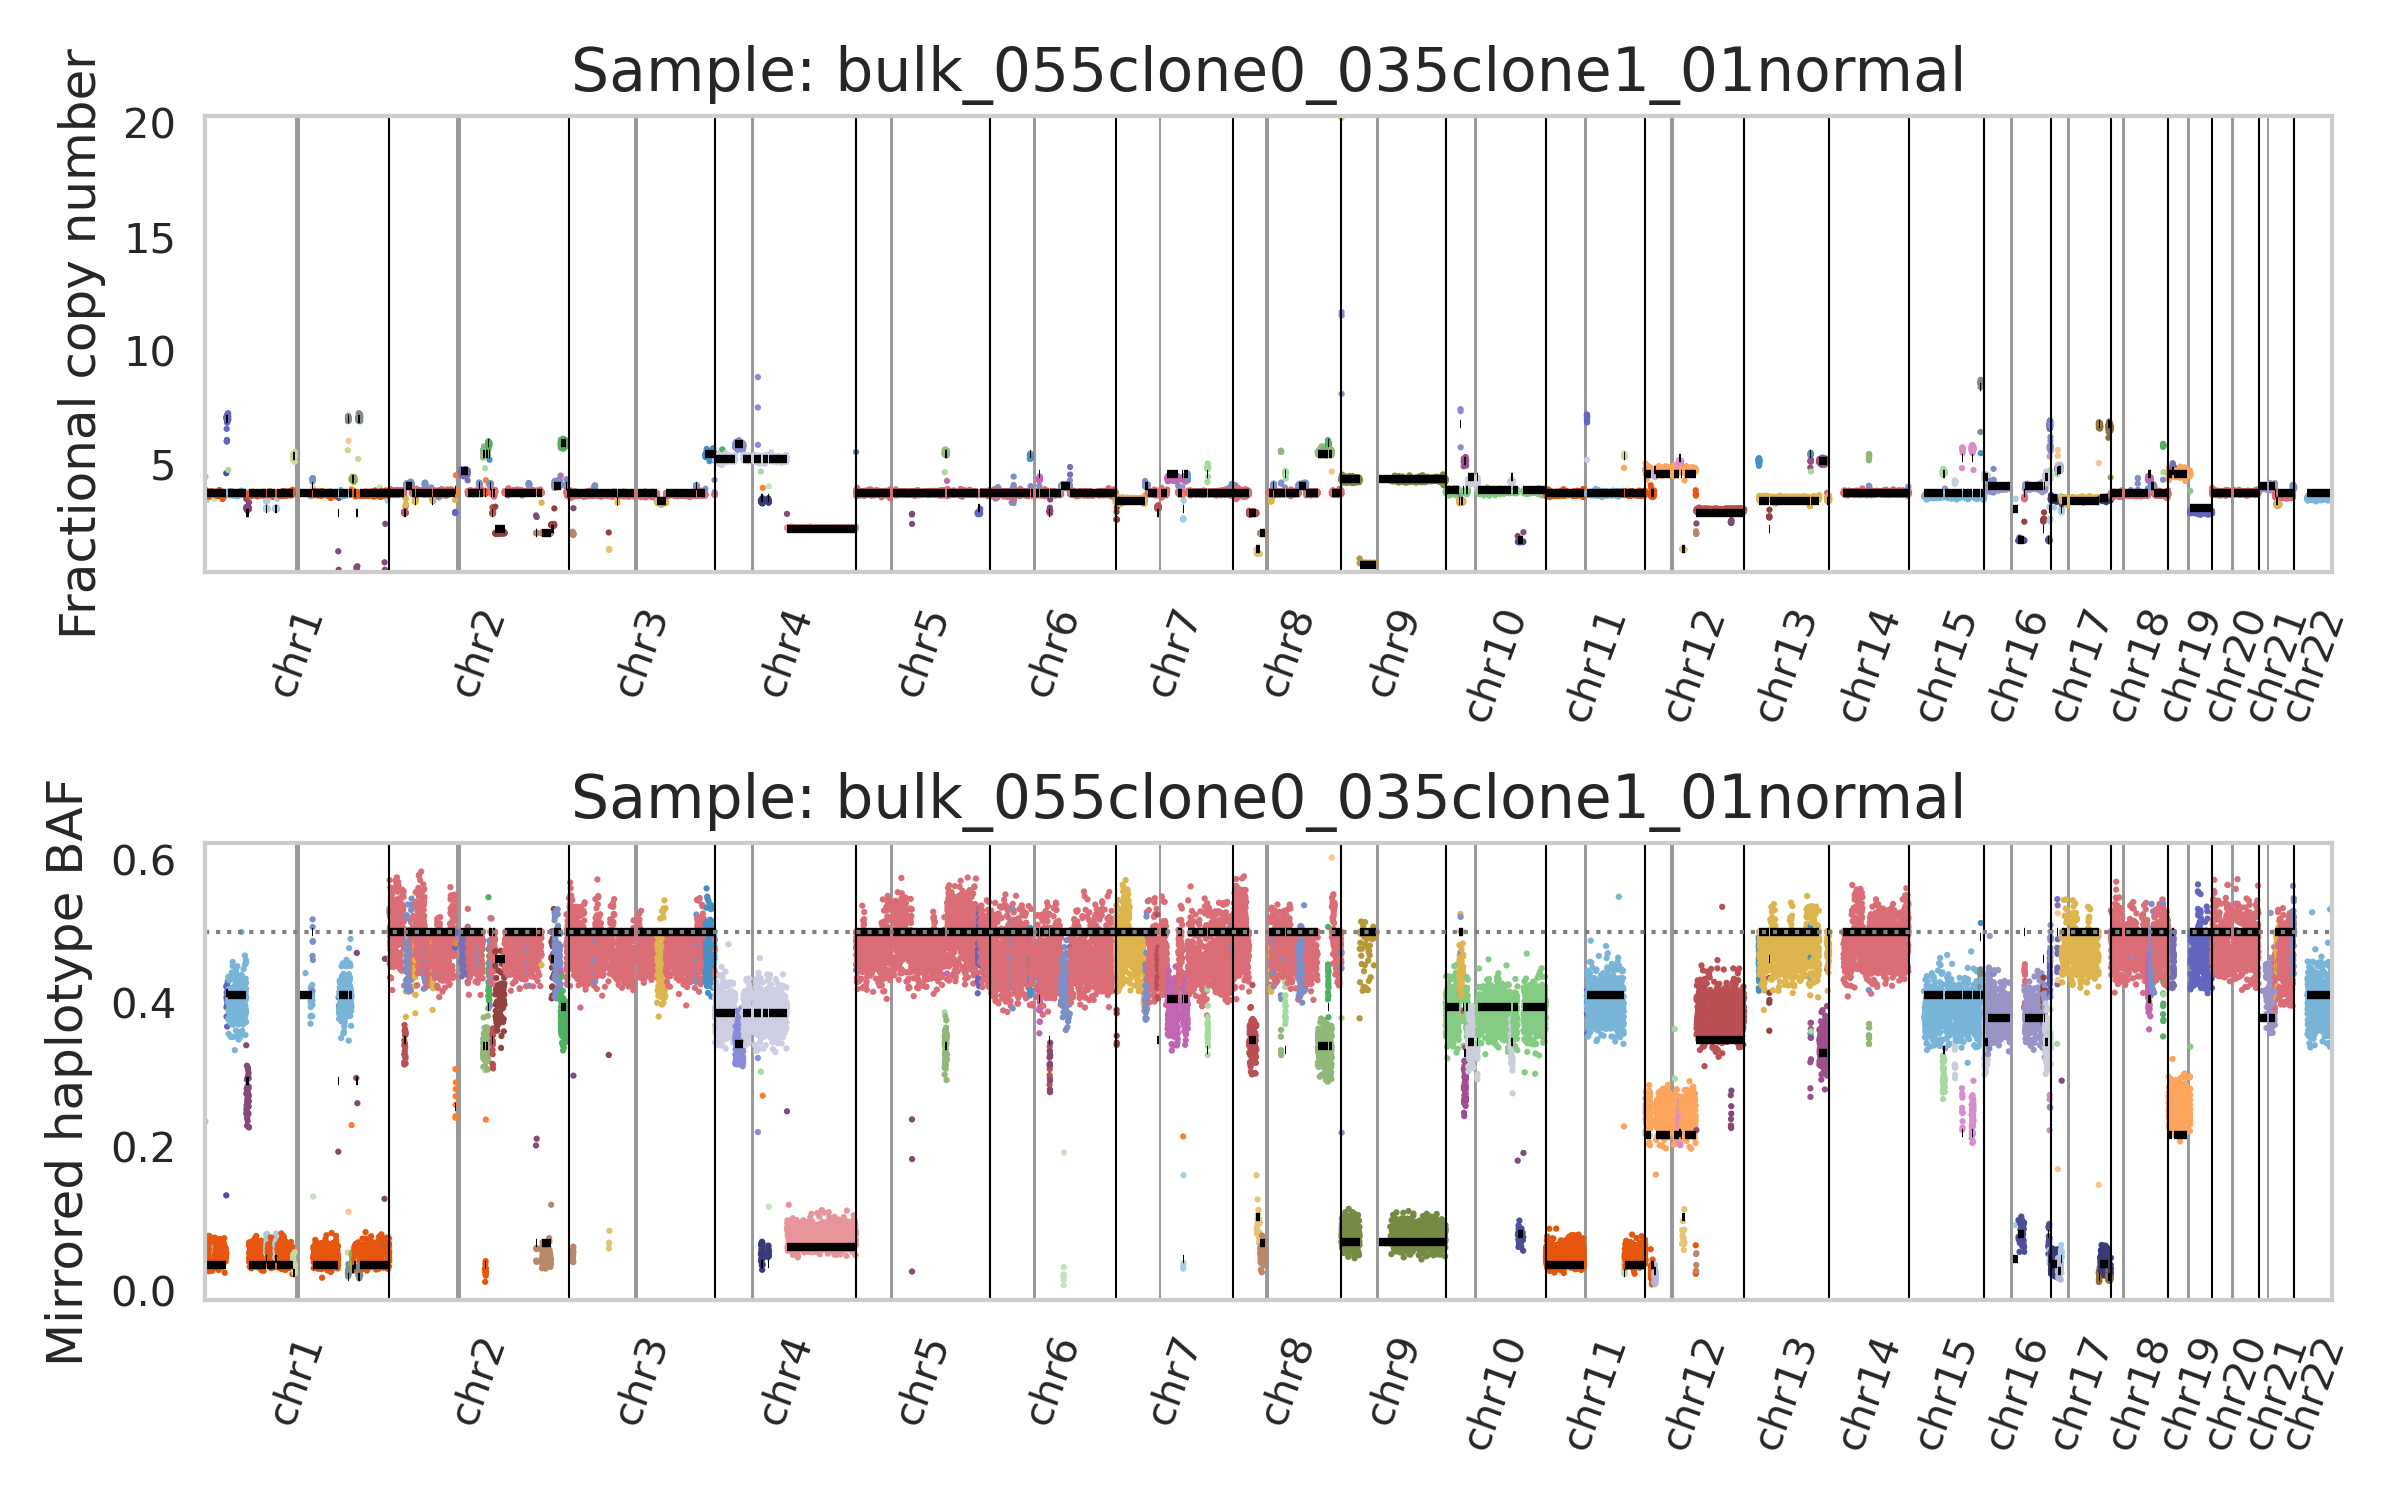 Sample: bulk_055clone0_035clone1_01normal
Fractional copy number
20
15
10
5
chr1 chr2 chr3 chr4 chr5 chr6 chr7 chr8 chr9 chr10 chr11 chr12 chr13 chr14 chr15 chr16 chr17 chr18 chr19 chr20 chr21 chr22
Sample: bulk_055clone0_035clone1_01normal
Mirrored haplotype BAF
0.6
0.4
0.2
0.0
chr1 chr2 chr3 chr4 chr5 chr6 chr7 chr8 chr9 chr10 chr11 chr12 chr13 chr14 chr15 chr16 chr17 chr18 chr19 chr20 chr21 chr22